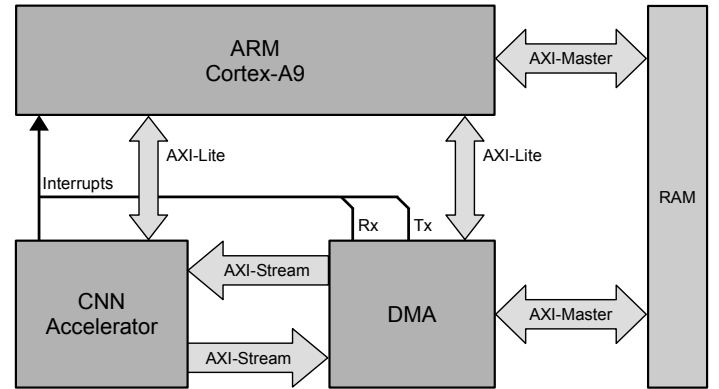 ARM
Cortex-A9
AXI-Master
AXI-Lite
AXI-Lite
Interrupts
RAM
Rx
Tx
AXI-Stream
CNN
Accelerator
DMA
AXI-Master
AXI-Stream